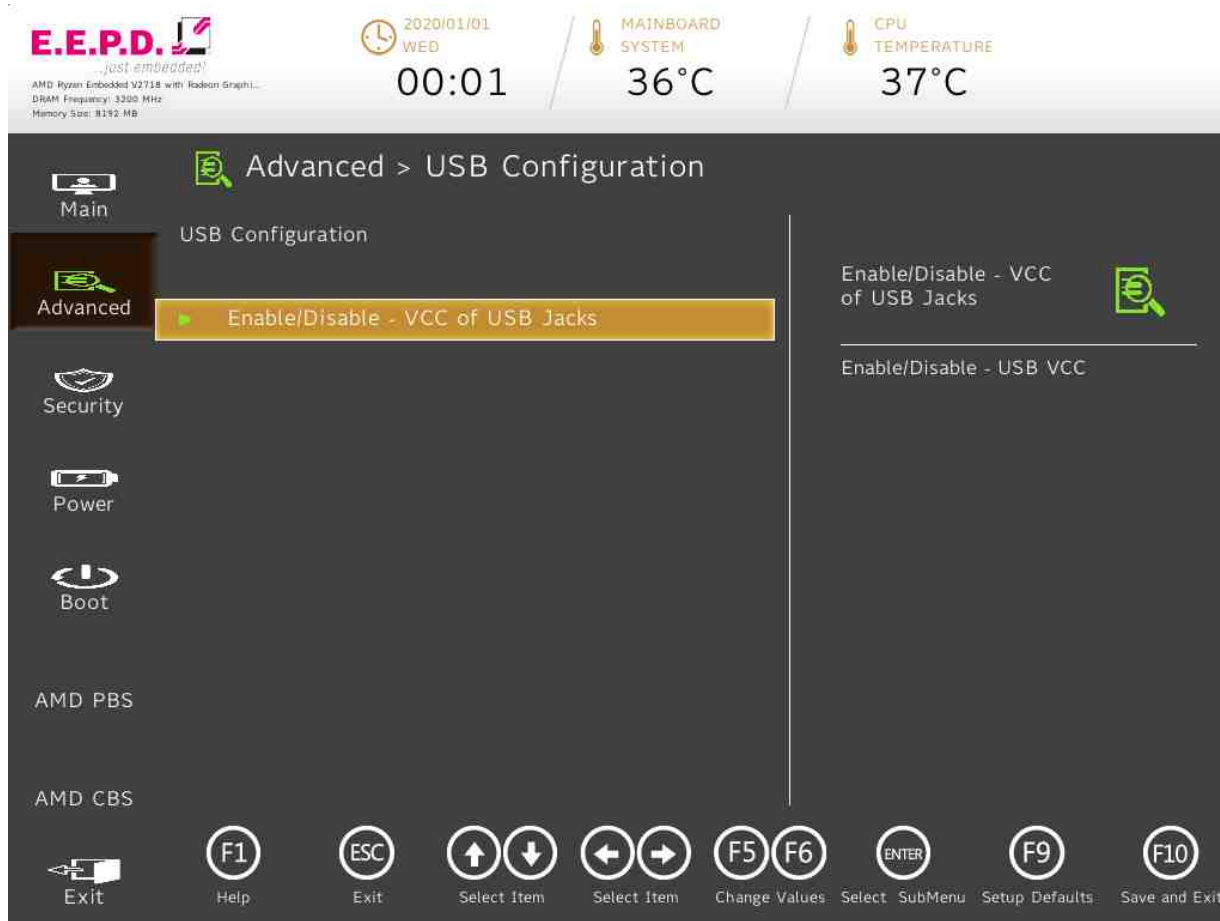 E.E.P.D.
...just embedded!
AMD Ryzen Embedded V2718 with Radeon Graphi...
DRAM Frequency: 3200 MHz
Memory Size: 8192 MB
2020/01/01
WED
00:01
MAINBOARD
SYSTEM
36°C
CPU
TEMPERATURE
37°C
Main
Advanced
Security
Power
Boot
AMD PBS
AMD CBS
Exit
Advanced > USB Configuration
USB Configuration
Enable/Disable - VCC of USB Jacks
Enable/Disable - VCC
of USB Jacks
Enable/Disable - USB VCC
F1
Help
ESC
Exit
Select Item
Select Item
F5 F6
Change Values
ENTER
Select SubMenu
F9
Setup Defaults
F10
Save and Exit